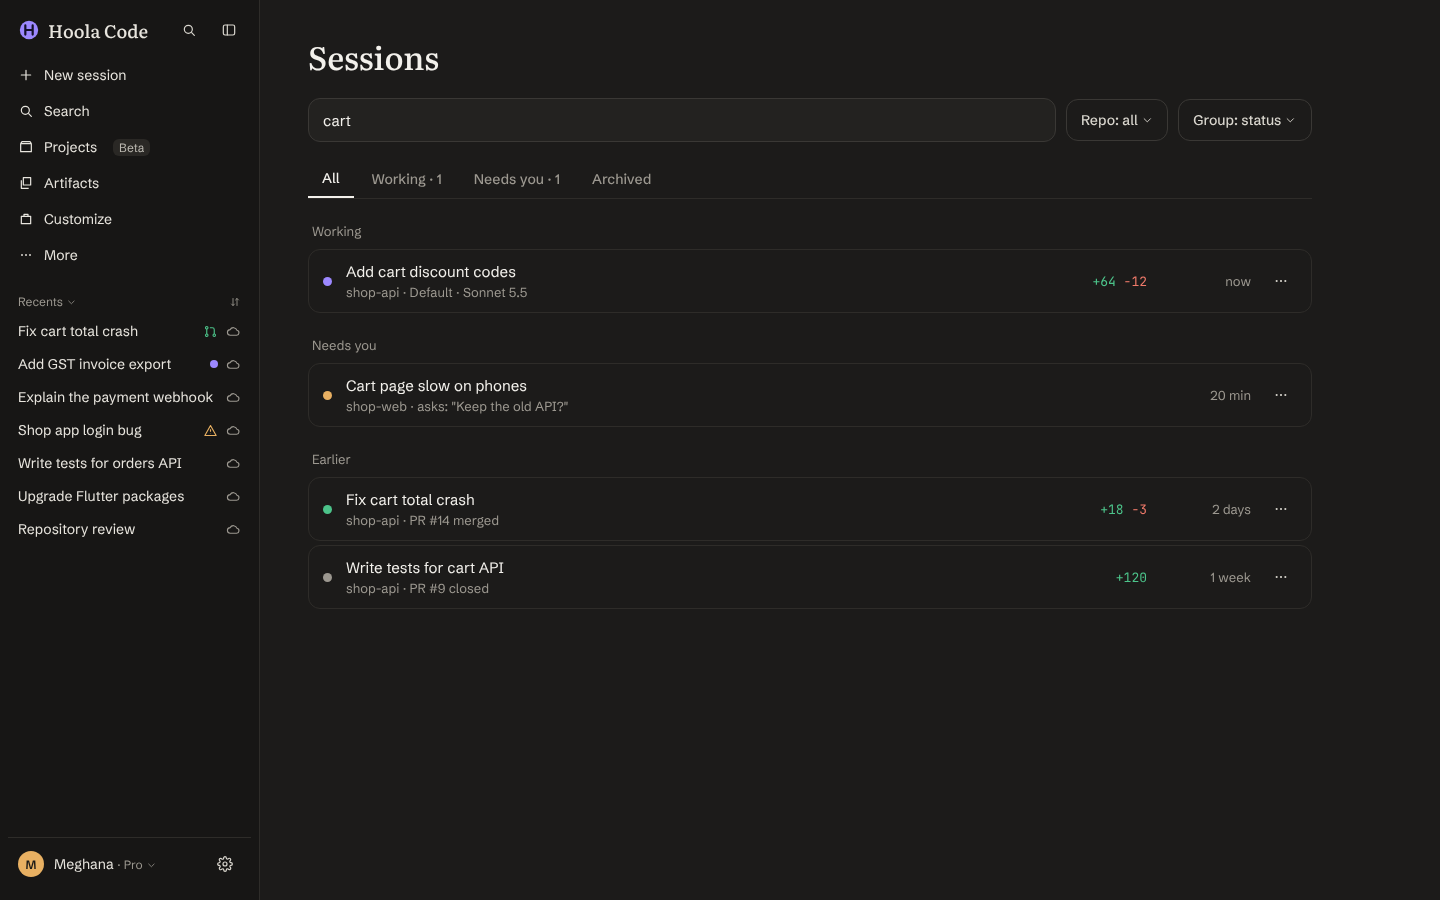 Hoola Code
New session
Search
Projects Beta
Artifacts
Customize
More
Recents
Fix cart total crash
Add GST invoice export
Explain the payment webhook
Shop app login bug
Write tests for orders API
Upgrade Flutter packages
Repository review
M Meghana · Pro
Sessions
cart
Repo: all
Group: status
All
Working · 1
Needs you · 1
Archived
Working
Add cart discount codes
shop-api · Default · Sonnet 5.5
+64 -12
now
Needs you
Cart page slow on phones
shop-web · asks: "Keep the old API?"
20 min
Earlier
Fix cart total crash
shop-api · PR #14 merged
+18 -3
2 days
Write tests for cart API
shop-api · PR #9 closed
+120
1 week